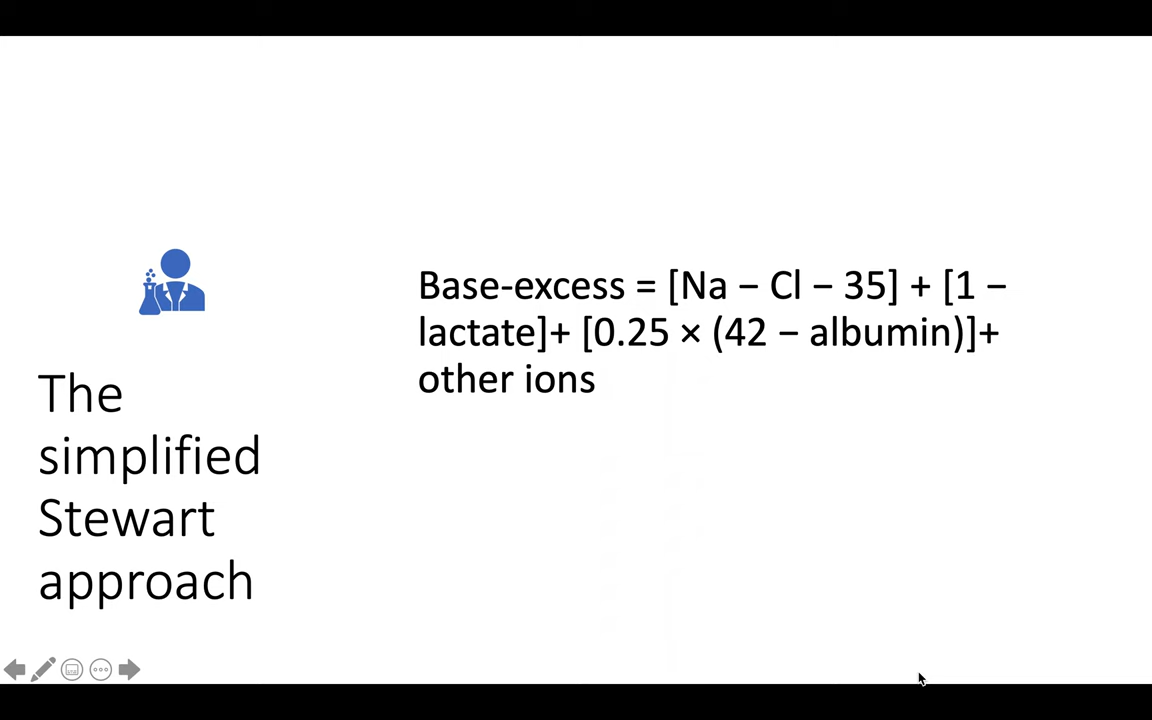 The
simplified
Stewart
approach
Base-excess = [Na − Cl − 35] + [1 −
lactate]+ [0.25 × (42 − albumin)]+
other ions